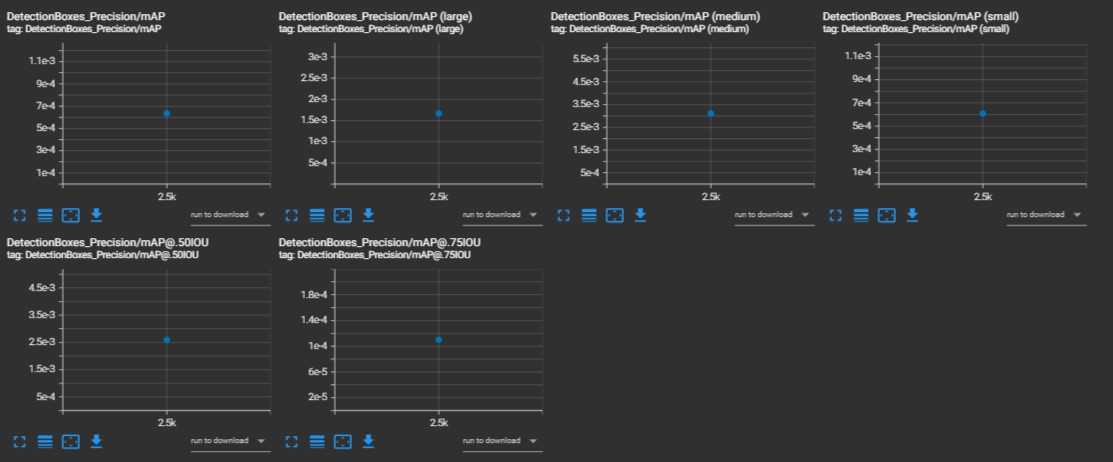 DetectionBoxes_Precision/mAP
tag: DetectionBoxes_Precision/mAP
1.1e-3
9e-4
7e-4
5e-4
3e-4
1e-4
2.5k
run to download
DetectionBoxes_Precision/mAP (large)
tag: DetectionBoxes_Precision/mAP (large)
3e-3
2.5e-3
2e-3
1.5e-3
1e-3
5e-4
2.5k
run to download
DetectionBoxes_Precision/mAP (medium)
tag: DetectionBoxes_Precision/mAP (medium)
5.5e-3
4.5e-3
3.5e-3
2.5e-3
1.5e-3
5e-4
2.5k
run to download
DetectionBoxes_Precision/mAP (small)
tag: DetectionBoxes_Precision/mAP (small)
1.1e-3
9e-4
7e-4
5e-4
3e-4
1e-4
2.5k
run to download
DetectionBoxes_Precision/mAP@.50IOU
tag: DetectionBoxes_Precision/mAP@.50IOU
4.5e-3
3.5e-3
2.5e-3
1.5e-3
5e-4
2.5k
run to download
DetectionBoxes_Precision/mAP@.75IOU
tag: DetectionBoxes_Precision/mAP@.75IOU
1.8e-4
1.4e-4
1e-4
6e-5
2e-5
2.5k
run to download